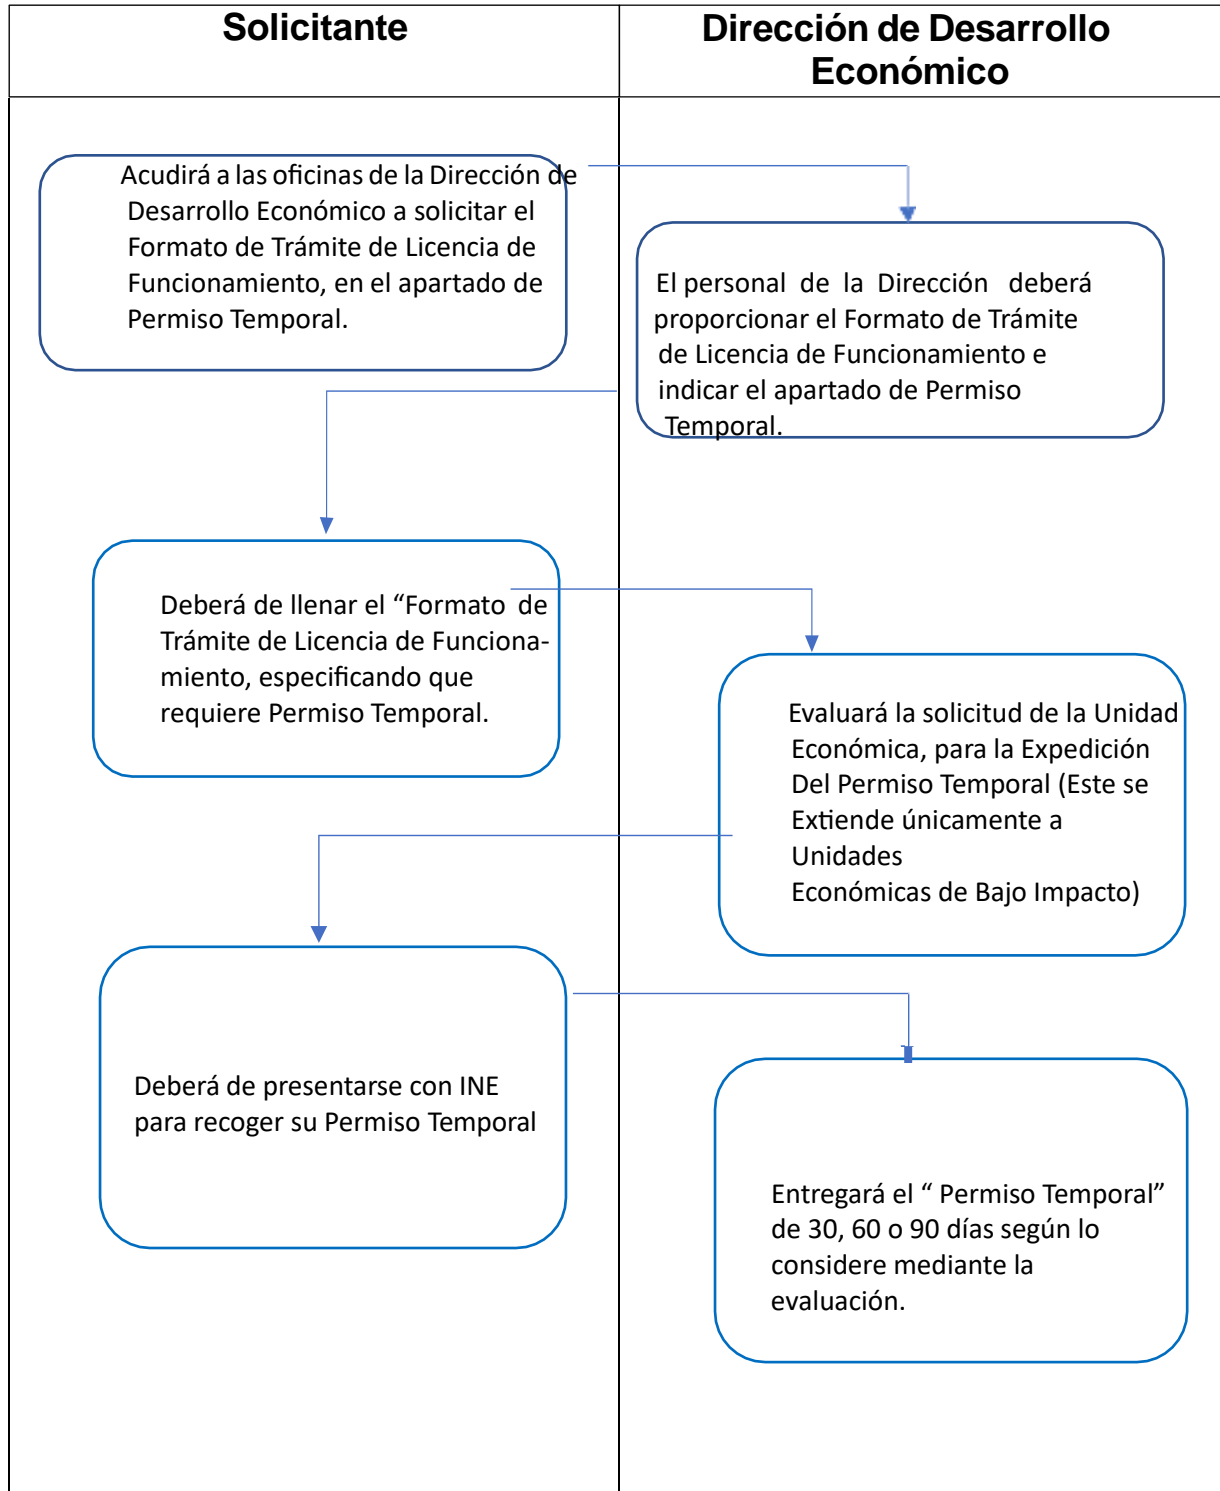 Solicitante
Dirección de Desarrollo
Económico
Acudirá a las oficinas de la Dirección de
Desarrollo Económico a solicitar el
Formato de Trámite de Licencia de
Funcionamiento, en el apartado de
Permiso Temporal.
El personal de la Dirección deberá
proporcionar el Formato de Trámite
de Licencia de Funcionamiento e
indicar el apartado de Permiso
Temporal.
Deberá de llenar el “Formato de
Trámite de Licencia de Funciona-
miento, especificando que
requiere Permiso Temporal.
Evaluará la solicitud de la Unidad
Económica, para la Expedición
Del Permiso Temporal (Este se
Extiende únicamente a
Unidades
Económicas de Bajo Impacto)
Deberá de presentarse con INE
para recoger su Permiso Temporal
Entregará el “ Permiso Temporal”
de 30, 60 o 90 días según lo
considere mediante la
evaluación.